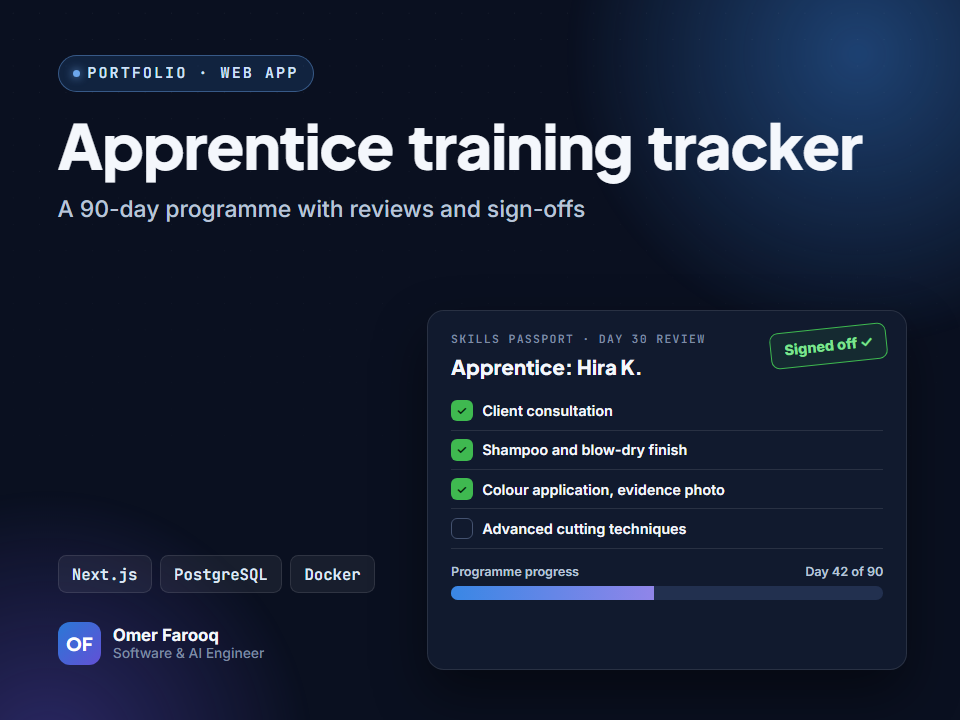 PORTFOLIO · WEB APP
Apprentice training tracker
A 90-day programme with reviews and sign-offs
SKILLS PASSPORT · DAY 30 REVIEW
Signed off ✓
Apprentice: Hira K.
Client consultation
Shampoo and blow-dry finish
Colour application, evidence photo
Advanced cutting techniques
Programme progress
Day 42 of 90
Next.js
PostgreSQL
Docker
OF
Omer Farooq
Software & AI Engineer